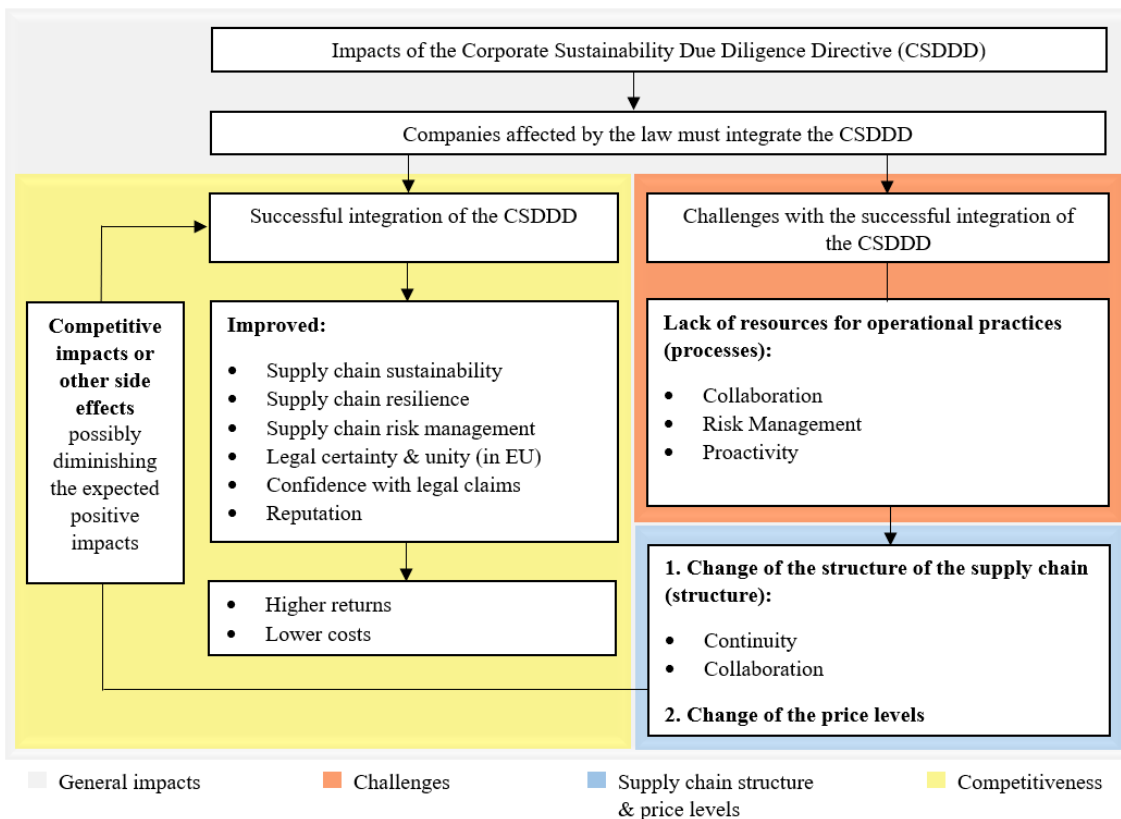 Impacts of the Corporate Sustainability Due Diligence Directive (CSDDD)
Companies affected by the law must integrate the CSDDD
Successful integration of the CSDDD
Challenges with the successful integration of
the CSDDD
Competitive
impacts or
other side
effects
possibly
diminishing
the expected
positive
impacts
Improved:
• Supply chain sustainability
• Supply chain resilience
• Supply chain risk management
• Legal certainty & unity (in EU)
• Confidence with legal claims
• Reputation
Lack of resources for operational practices
(processes):
• Collaboration
• Risk Management
• Proactivity
• Higher returns
• Lower costs
1. Change of the structure of the supply chain
(structure):
• Continuity
• Collaboration
2. Change of the price levels
General impacts
Challenges
Supply chain structure
& price levels
Competitiveness